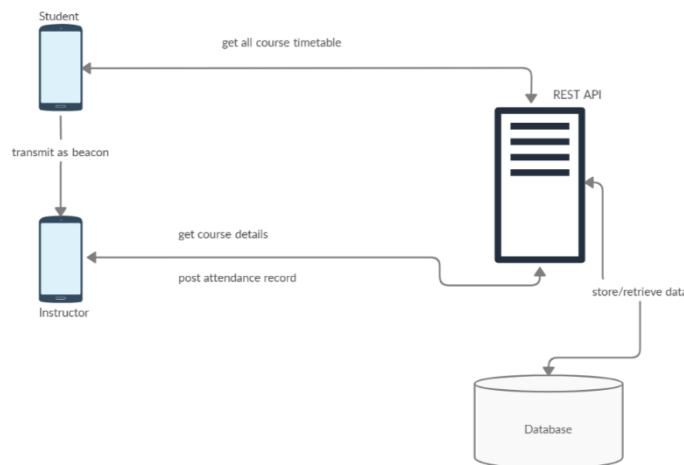 Student
get all course timetable
REST API
transmit as beacon
get course details
post attendance record
Instructor
store/retrieve data
Database